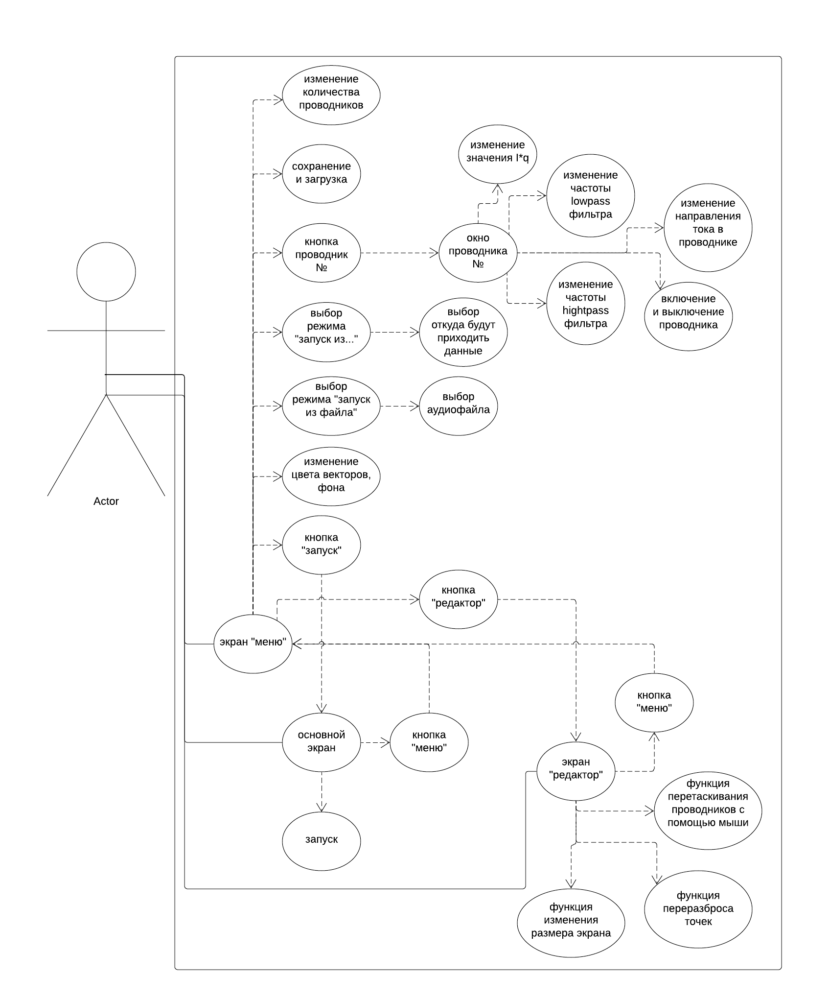 изменение
количества
проводников
изменение
значения I*q
сохранение
и загрузка
изменение
частоты
lowpass
фильтра
изменение
направления
тока в
проводнике
кнопка
проводник
№
окно
проводника
№
изменение
частоты
hightpass
фильтра
включение
и выключение
проводника
выбор
режима
"запуск из..."
выбор
откуда будут
приходить
данные
выбор
режима "запуск
из файла"
выбор
аудиофайла
изменение
цвета векторов,
фона
Actor
кнопка
"запуск"
кнопка
"редактор"
экран "меню"
кнопка
"меню"
основной
экран
кнопка
"меню"
экран
"редактор"
функция
перетаскивания
проводников с
помощью мыши
запуск
функция
изменения
размера экрана
функция
переразброса
точек